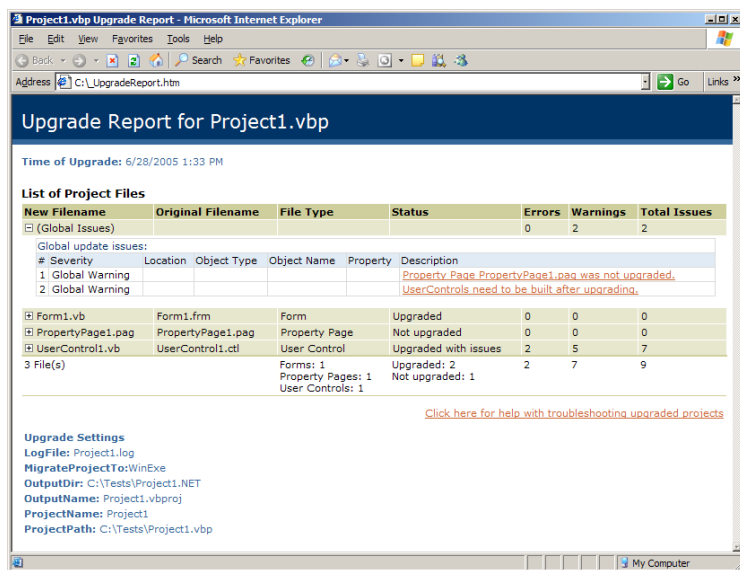 Project1.vbp Upgrade Report - Microsoft Internet Explorer
File Edit View Favorites Tools Help
Back Search Favorites
Address C:\_UpgradeReport.htm Go Links »
Upgrade Report for Project1.vbp
Time of Upgrade: 6/28/2005 1:33 PM
List of Project Files
New Filename Original Filename File Type Status Errors Warnings Total Issues
(Global Issues) 0 2 2
Global update issues:
# Severity Location Object Type Object Name Property Description
1 Global Warning Property Page PropertyPage1.pag was not upgraded.
2 Global Warning UserControls need to be built after upgrading.
Form1.vb Form1.frm Form Upgraded 0 0 0
PropertyPage1.pag PropertyPage1.pag Property Page Not upgraded 0 0 0
UserControl1.vb UserControl1.ctl User Control Upgraded with issues 2 5 7
3 File(s) Forms: 1 Upgraded: 2 2 7 9
Property Pages: 1 Not upgraded: 1
User Controls: 1
Click here for help with troubleshooting upgraded projects
Upgrade Settings
LogFile: Project1.log
MigrateProjectTo:WinExe
OutputDir: C:\Tests\Project1.NET
OutputName: Project1.vbproj
ProjectName: Project1
ProjectPath: C:\Tests\Project1.vbp
My Computer